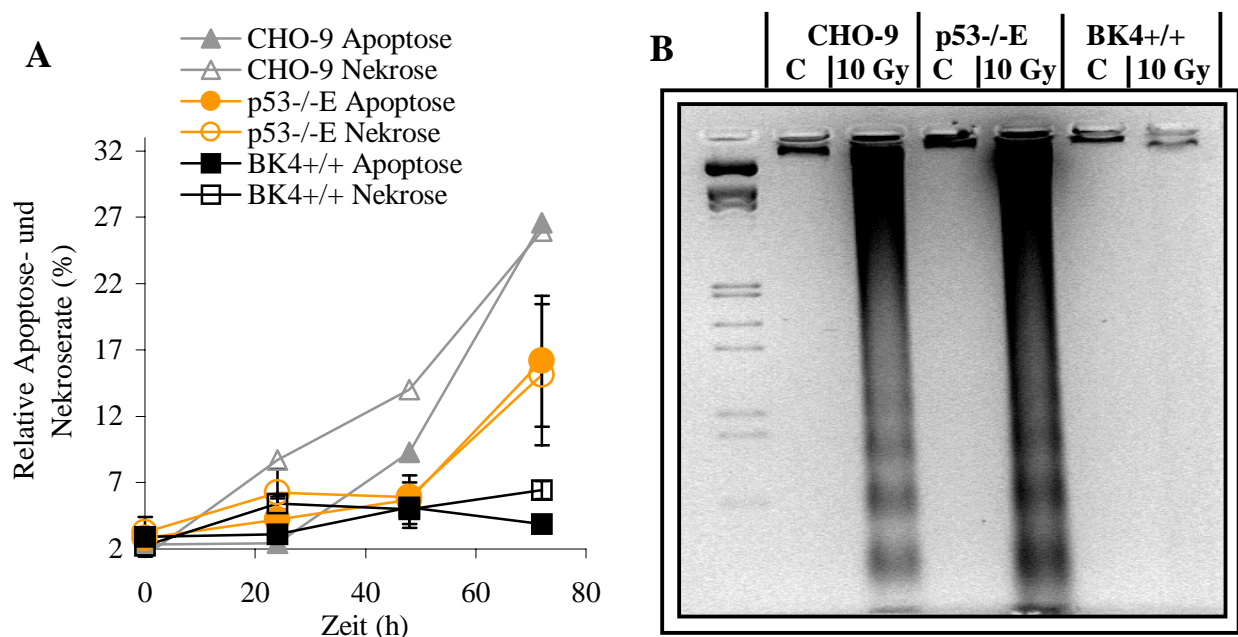 A
CHO-9 Apoptose
CHO-9 Nekrose
p53-/-E Apoptose
p53-/-E Nekrose
BK4+/+ Apoptose
BK4+/+ Nekrose
Relative Apoptose- und
Nekroserate (%)
32
27
22
17
12
7
2
0 20 40 60 80
Zeit (h)
B
CHO-9 p53-/-E BK4+/+
C 10 Gy C 10 Gy C 10 Gy